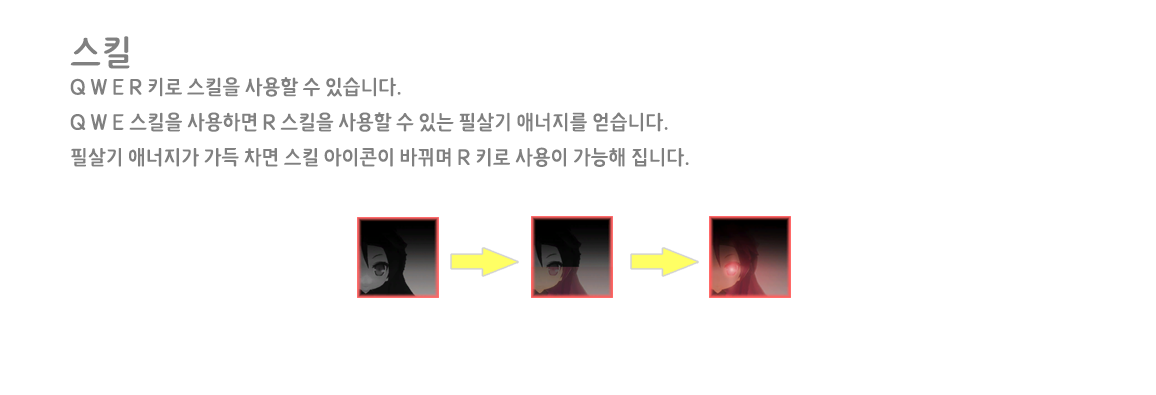 스킬
Q W E R 키로 스킬을 사용할 수 있습니다.
Q W E 스킬을 사용하면 R 스킬을 사용할 수 있는 필살기 애너지를 얻습니다.
필살기 애너지가 가득 차면 스킬 아이콘이 바뀌며 R 키로 사용이 가능해 집니다.